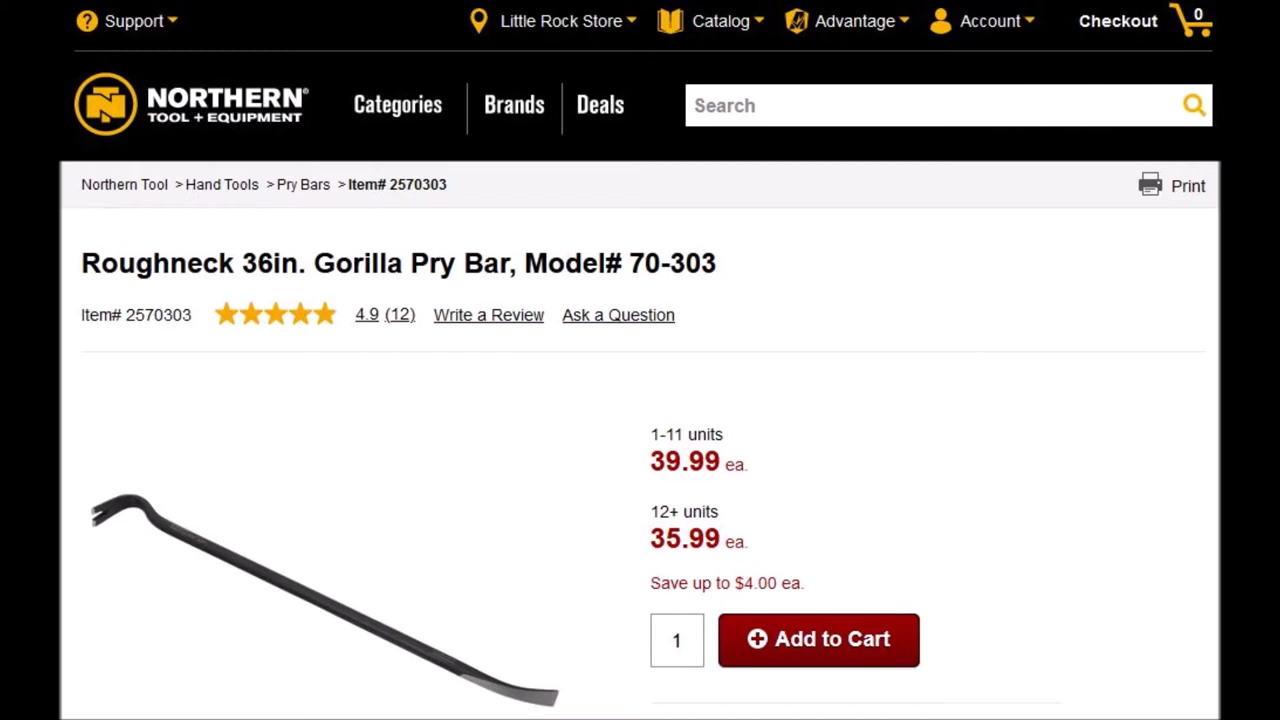 Support Little Rock Store Catalog Advantage Account Checkout 0
NORTHERN®
TOOL + EQUIPMENT
Categories Brands Deals Search
Northern Tool > Hand Tools > Pry Bars > Item# 2570303 Print
Roughneck 36in. Gorilla Pry Bar, Model# 70-303
Item# 2570303 4.9 (12) Write a Review Ask a Question
1-11 units
39.99 ea.
12+ units
35.99 ea.
Save up to $4.00 ea.
1 Add to Cart